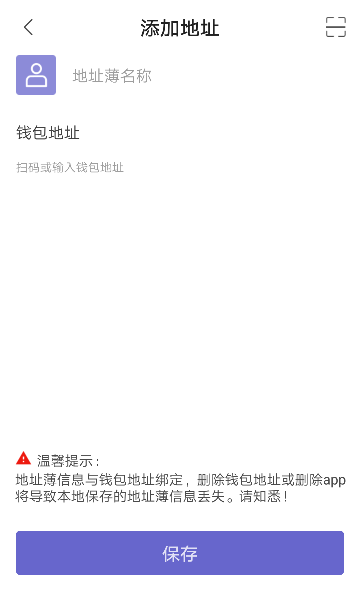 添加地址
地址薄名称
钱包地址
扫码或输入钱包地址
温馨提示：
地址薄信息与钱包地址绑定，删除钱包地址或删除app
将导致本地保存的地址薄信息丢失。请知悉！
保存